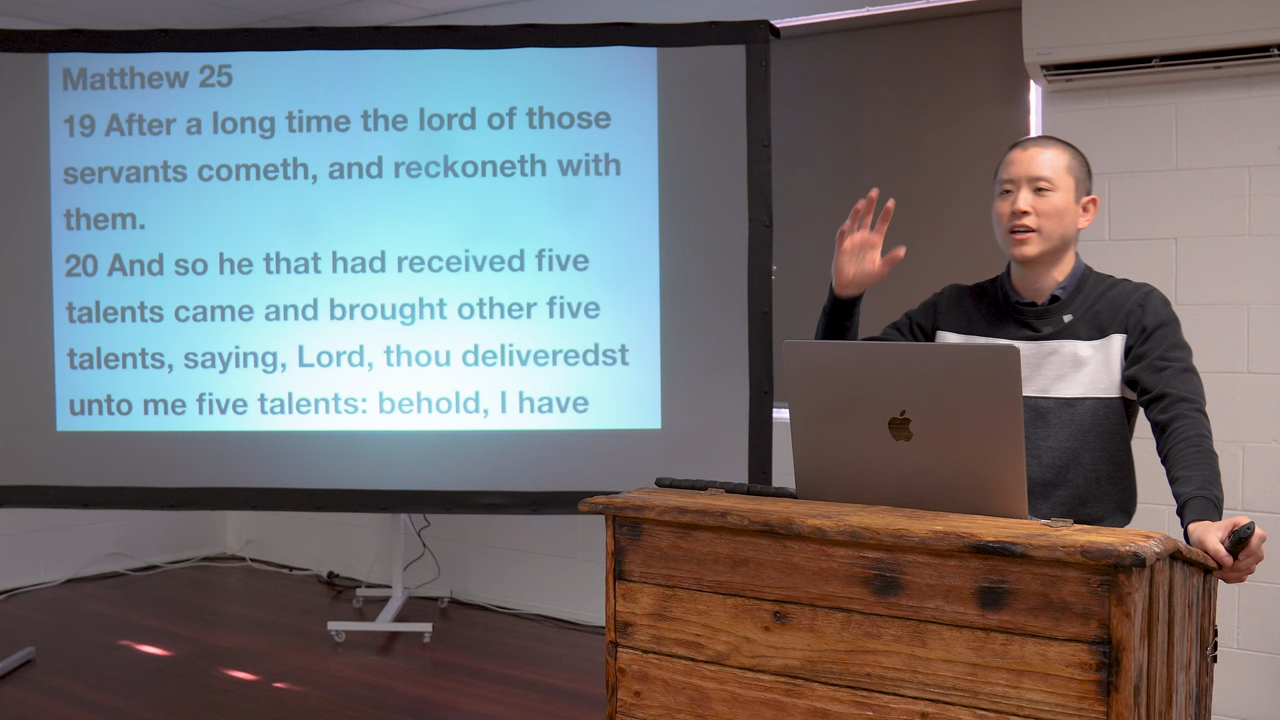 Matthew 25
19 After a long time the lord of those
servants cometh, and reckoneth with
them.
20 And so he that had received five
talents came and brought other five
talents, saying, Lord, thou deliveredst
unto me five talents: behold, I have